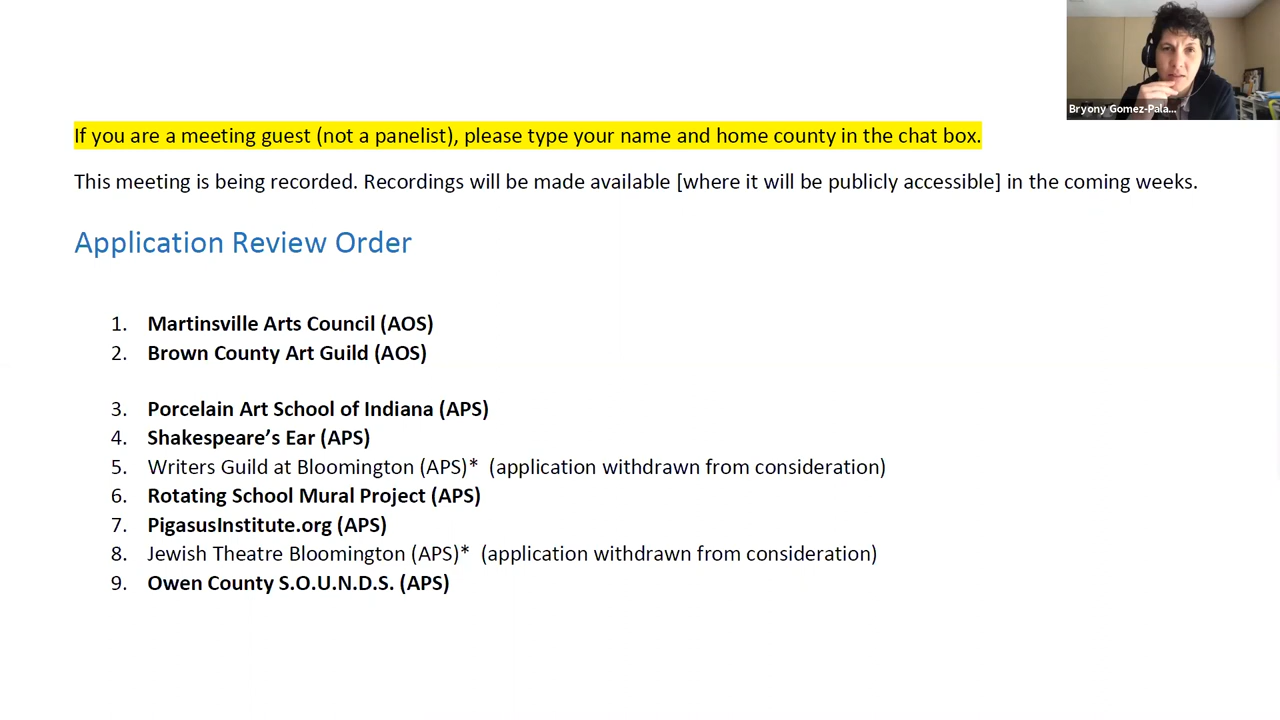 Bryony Gomez-Pala...
If you are a meeting guest (not a panelist), please type your name and home county in the chat box.
This meeting is being recorded. Recordings will be made available [where it will be publicly accessible] in the coming weeks.
Application Review Order
1. Martinsville Arts Council (AOS)
2. Brown County Art Guild (AOS)
3. Porcelain Art School of Indiana (APS)
4. Shakespeare’s Ear (APS)
5. Writers Guild at Bloomington (APS)* (application withdrawn from consideration)
6. Rotating School Mural Project (APS)
7. PigasusInstitute.org (APS)
8. Jewish Theatre Bloomington (APS)* (application withdrawn from consideration)
9. Owen County S.O.U.N.D.S. (APS)